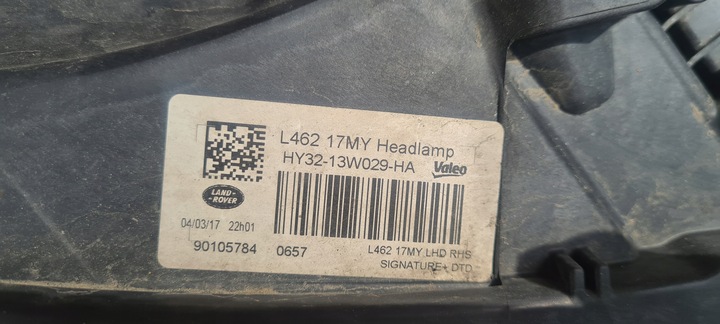 L462 17MY Headlamp
HY32-13W029-HA Valeo
LAND-
-ROVER
04/03/17 22h01
90105784 0657
L462 17MY LHD RHS
SIGNATURE+ DTD